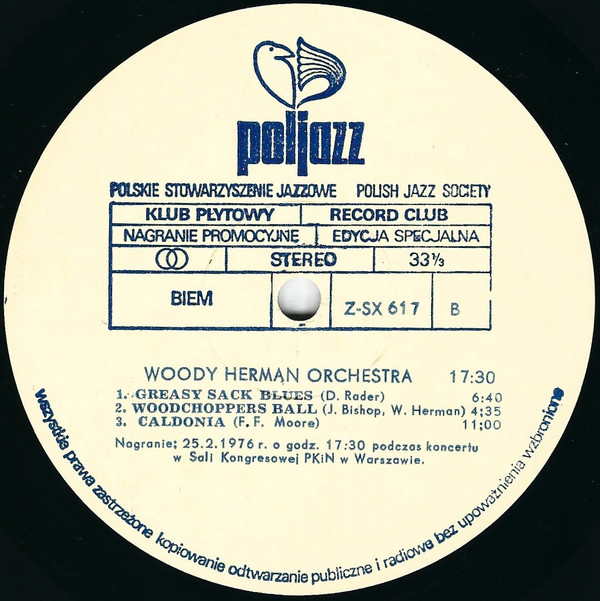 poljazz
POLSKIE STOWARZYSZENIE JAZZOWE POLISH JAZZ SOCIETY
KLUB PŁYTOWY RECORD CLUB
NAGRANIE PROMOCYJNE EDYCJA SPECJALNA
STEREO 33⅓
BIEM Z-SX 617 B
WOODY HERMAN ORCHESTRA 17:30
1. GREASY SACK BLUES (D. Rader) 6:40
2. WOODCHOPPERS BALL (J. Bishop, W. Herman) 4:35
3. CALDONIA (F. F. Moore) 11;00
Nagranie; 25.2.1976 r. o godz. 17:30 podczas koncertu
w Sali Kongresowej PKiN w Warszawie.
Wszystkie prawa zastrzeżone kopiowanie odtwarzanie publiczne i radiowe bez upoważnienia wzbronione